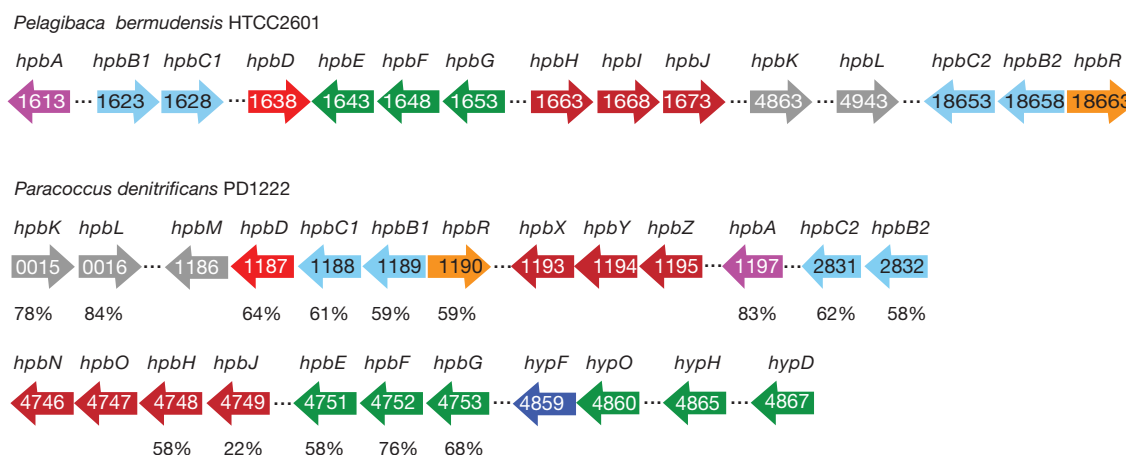 Pelagibaca bermudensis HTCC2601
hpbA hpbB1 hpbC1 hpbD hpbE hpbF hpbG hpbH hpbI hpbJ hpbK hpbL hpbC2 hpbB2 hpbR
1613 ... 1623 1628 ... 1638 1643 1648 1653 ... 1663 1668 1673 ... 4863 ... 4943 ... 18653 18658 18663
Paracoccus denitrificans PD1222
hpbK hpbL hpbM hpbD hpbC1 hpbB1 hpbR hpbX hpbY hpbZ hpbA hpbC2 hpbB2
0015 0016 ... 1186 1187 1188 1189 1190 ... 1193 1194 1195 ... 1197 ... 2831 2832
78% 84% 64% 61% 59% 59% 83% 62% 58%
hpbN hpbO hpbH hpbJ hpbE hpbF hpbG hypF hypO hypH hypD
4746 4747 4748 4749 ... 4751 4752 4753 ... 4859 4860 ... 4865 ... 4867
58% 22% 58% 76% 68%